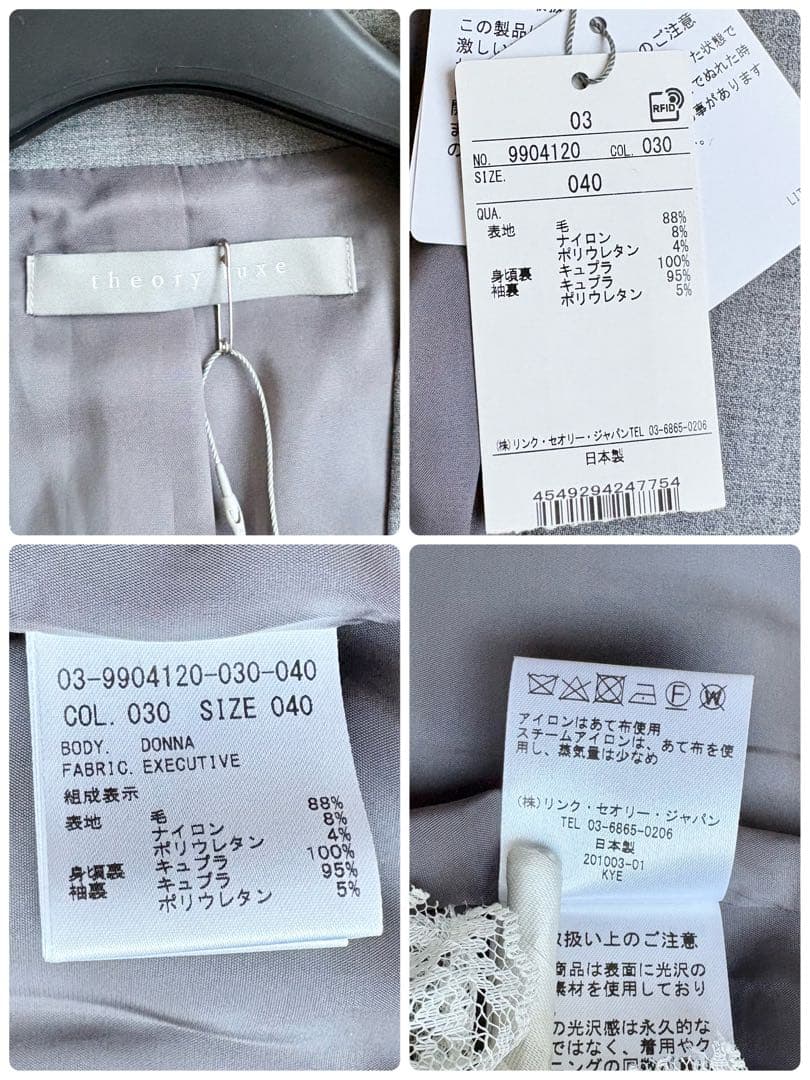 theory luxe
この製品
激しい
のご注意
た状態で
でぬれた時
事があります
03
RFID
NO. 9904120 COL. 030
SIZE.
040
QUA.
表地 毛 88%
ナイロン 8%
ポリウレタン 4%
身頃裏 キュプラ 100%
袖裏 キュプラ 95%
ポリウレタン 5%
(株)リンク・セオリー・ジャパンTEL 03-6865-0206
日本製
4549294247754
03-9904120-030-040
COL. 030 SIZE 040
BODY. DONNA
FABRIC. EXECUTIVE
組成表示
表地 毛 88%
ナイロン 8%
ポリウレタン 4%
身頃裏 キュプラ 100%
袖裏 キュプラ 95%
ポリウレタン 5%
アイロンはあて布使用
スチームアイロンは、あて布を使
用し、蒸気量は少なめ
(株)リンク・セオリー・ジャパン
TEL 03-6865-0206
日本製
201003-01
KYE
取扱い上のご注意
商品は表面に光沢の
素材を使用しており
の光沢感は永久的な
ではなく、着用やク
ニングの回